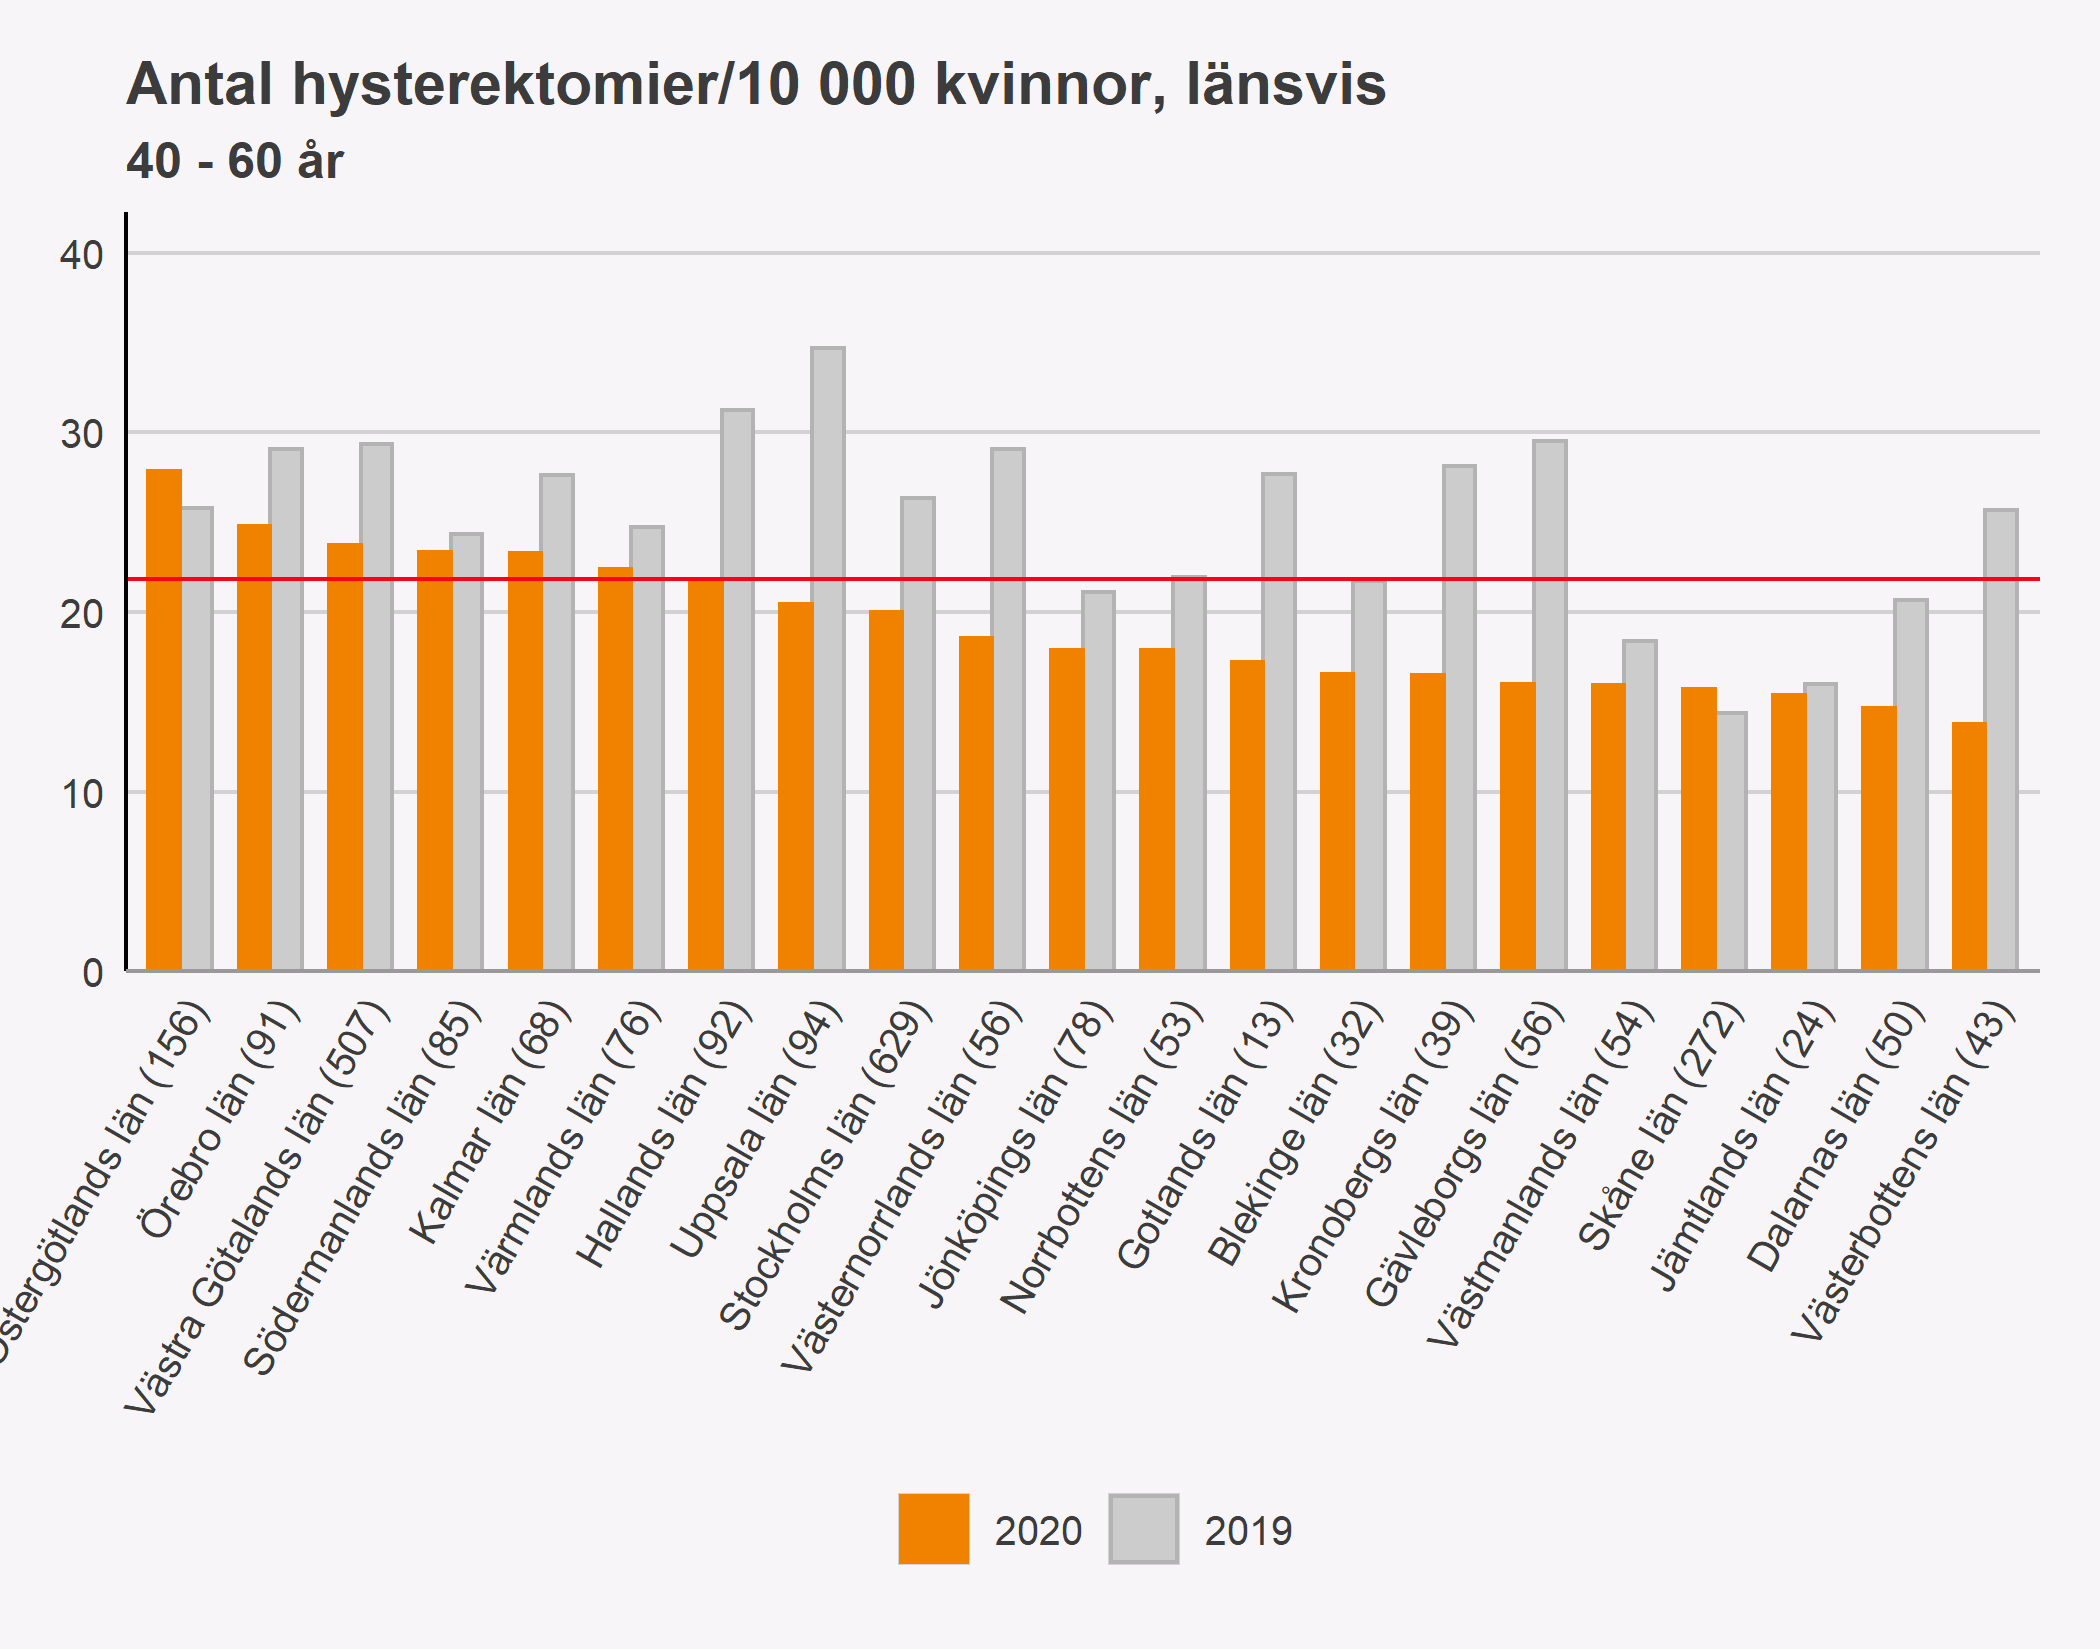 Antal hysterektomier/10 000 kvinnor, länsvis
40 - 60 år
40
30
20
10
0
Östergötlands län (156)
Örebro län (91)
Västra Götalands län (507)
Södermanlands län (85)
Kalmar län (68)
Värmlands län (76)
Hallands län (92)
Uppsala län (94)
Stockholms län (629)
Västernorrlands län (56)
Jönköpings län (78)
Norrbottens län (53)
Gotlands län (13)
Blekinge län (32)
Kronobergs län (39)
Gävleborgs län (56)
Västmanlands län (54)
Skåne län (272)
Jämtlands län (24)
Dalarnas län (50)
Västerbottens län (43)
2020
2019